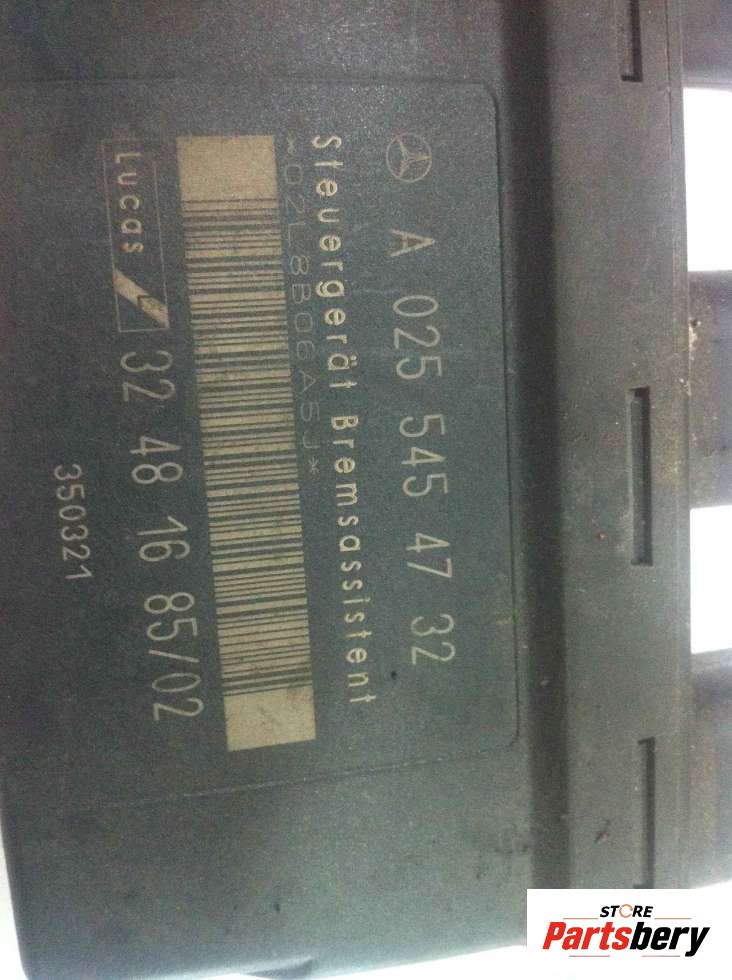 A 025 545 47 32
Steuergerät Bremsassistent
*02L8B06A5J*
Lucas
32 48 16 85/02
350321
STORE
Partsbery